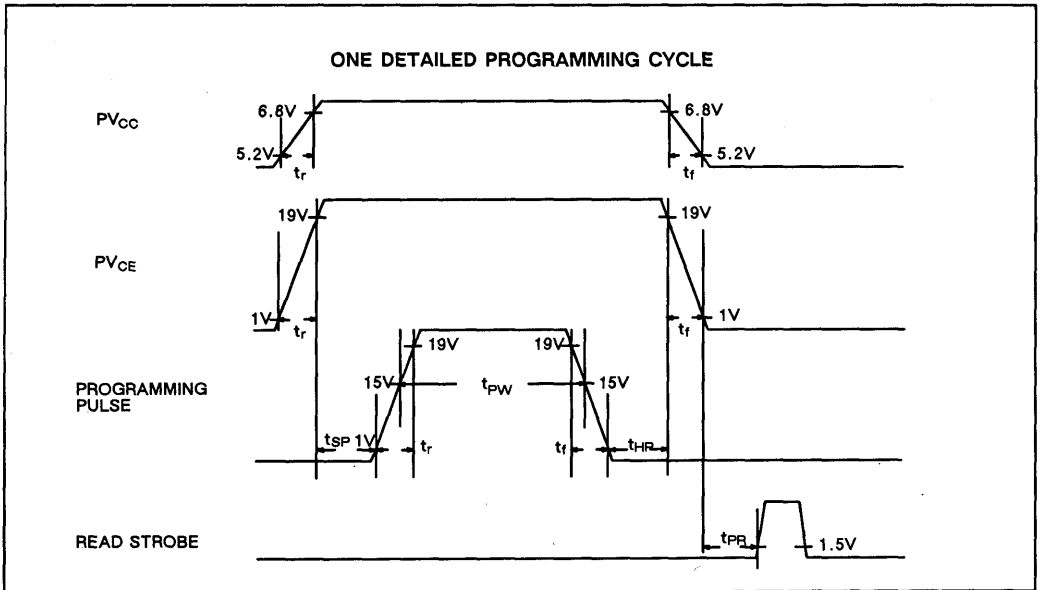 ONE DETAILED PROGRAMMING CYCLE
PVCC
6.8V
6.8V
5.2V
5.2V
tr
tf
PVCE
19V
19V
1V
1V
tr
tf
PROGRAMMING PULSE
19V
19V
15V
tPW
15V
tSP
1V
tr
tf
tHP
READ STROBE
tPR
1.5V